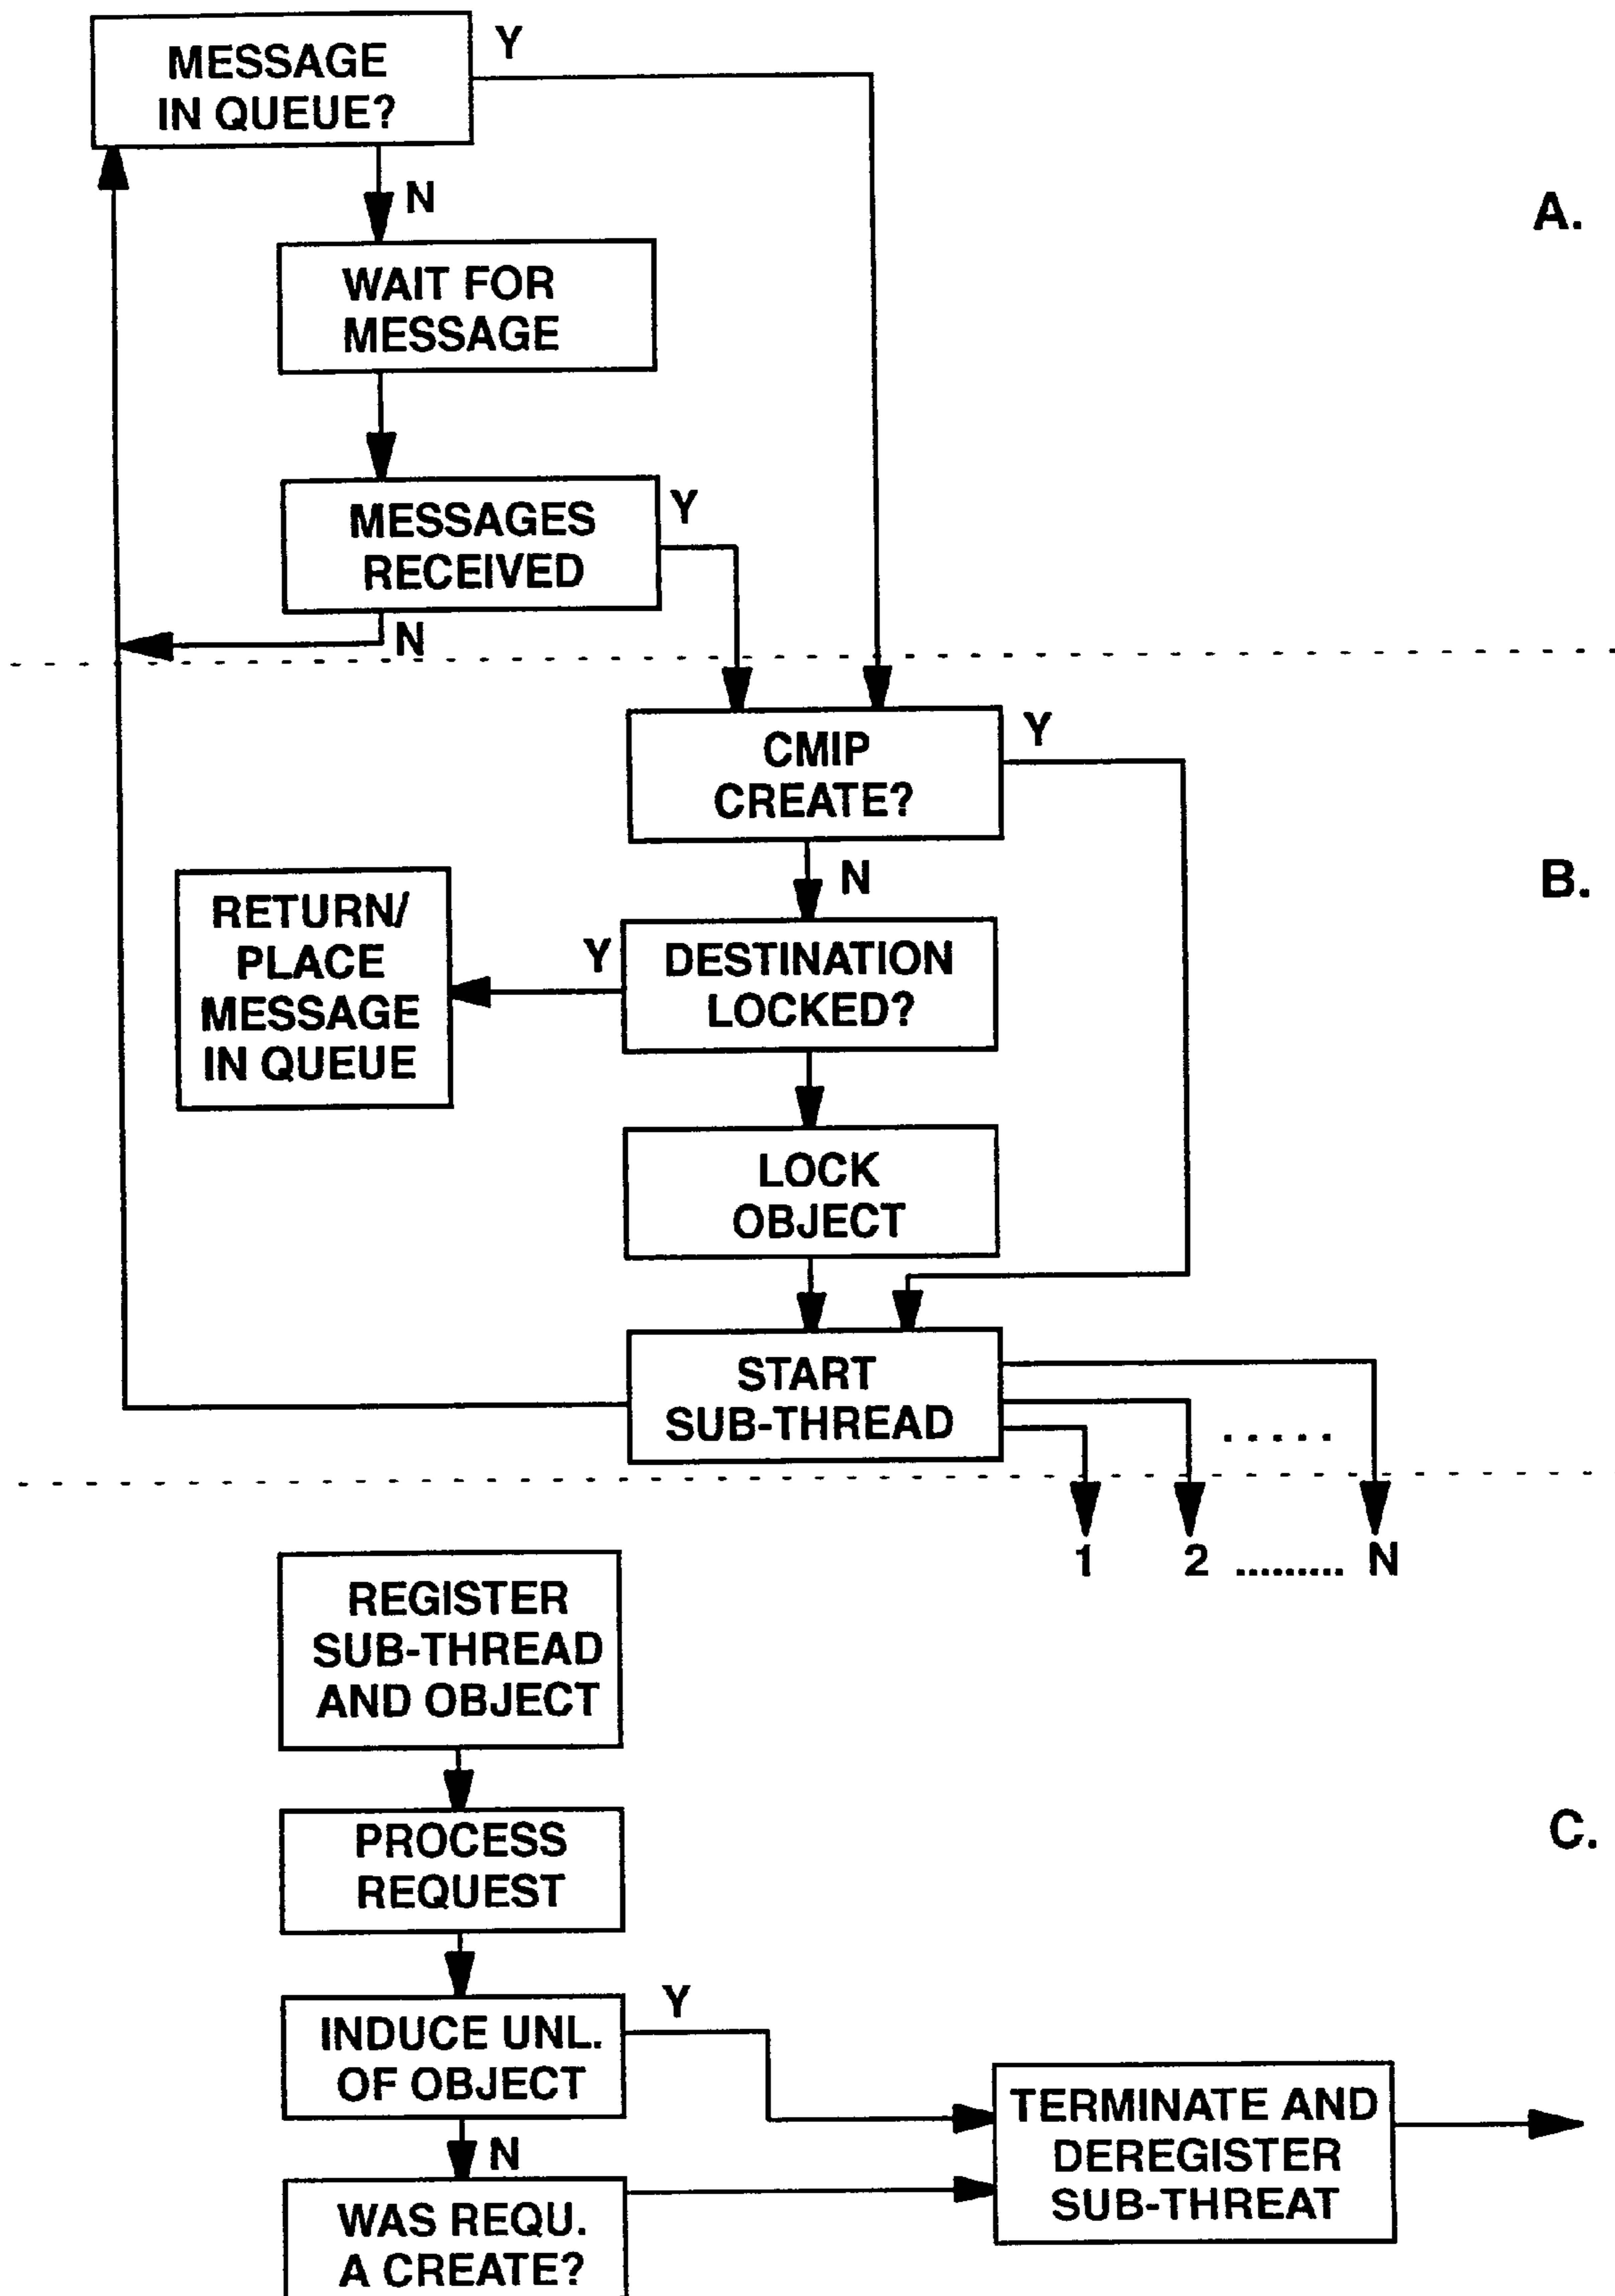 MESSAGE
IN QUEUE?
Y
N
A.
WAIT FOR
MESSAGE
MESSAGES
RECEIVED
Y
N
CMIP
CREATE?
Y
N
B.
RETURN/
PLACE
MESSAGE
IN QUEUE
Y
DESTINATION
LOCKED?
LOCK
OBJECT
START
SUB-THREAD
.....
1 2 ......... N
REGISTER
SUB-THREAD
AND OBJECT
PROCESS
REQUEST
C.
INDUCE UNL.
OF OBJECT
Y
N
TERMINATE AND
DEREGISTER
SUB-THREAT
WAS REQU.
A CREATE?